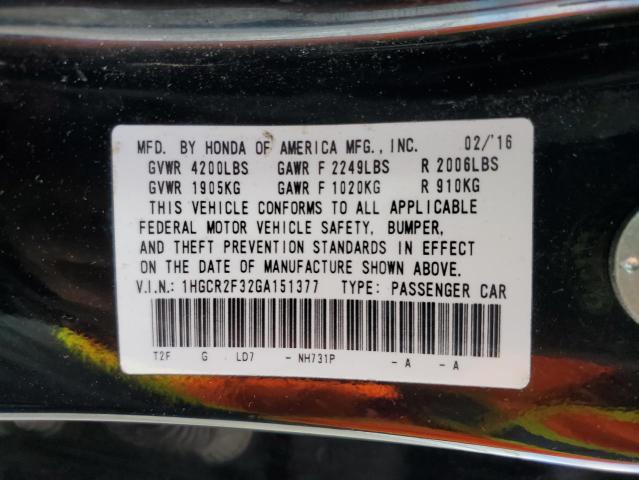 MFD. BY HONDA OF AMERICA MFG., INC. 02/'16
GVWR 4200LBS GAWR F 2249LBS R 2006LBS
GVWR 1905KG GAWR F 1020KG R 910KG
THIS VEHICLE CONFORMS TO ALL APPLICABLE
FEDERAL MOTOR VEHICLE SAFETY, BUMPER,
AND THEFT PREVENTION STANDARDS IN EFFECT
ON THE DATE OF MANUFACTURE SHOWN ABOVE.
V.I.N.: 1HGCR2F32GA151377 TYPE: PASSENGER CAR
T2F G LD7 - NH731P - A - A